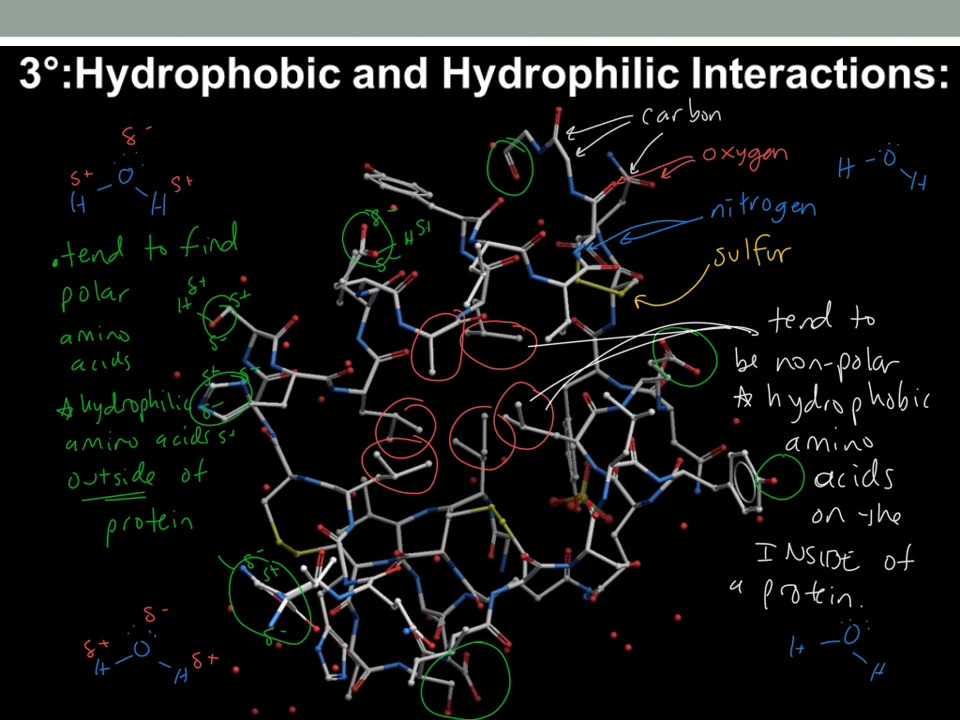 3°:Hydrophobic and Hydrophilic Interactions:
carbon
oxygen
nitrogen
sulfur
δ-
δ+
δ+
O
H
H
H
O
H
.tend to find
polar
amino
acids
☆ hydrophilic
amino acids
outside of
protein
δ-
H δ+
δ-
δ+
H
δ+
δ-
δ+
δ-
δ-
δ+
tend to
be non-polar
☆ hydrophobic
amino
acids
on the
INSIDE of
a protein.
δ-
δ+
δ-
δ-
δ+
O
H
H
δ+
O
H
H